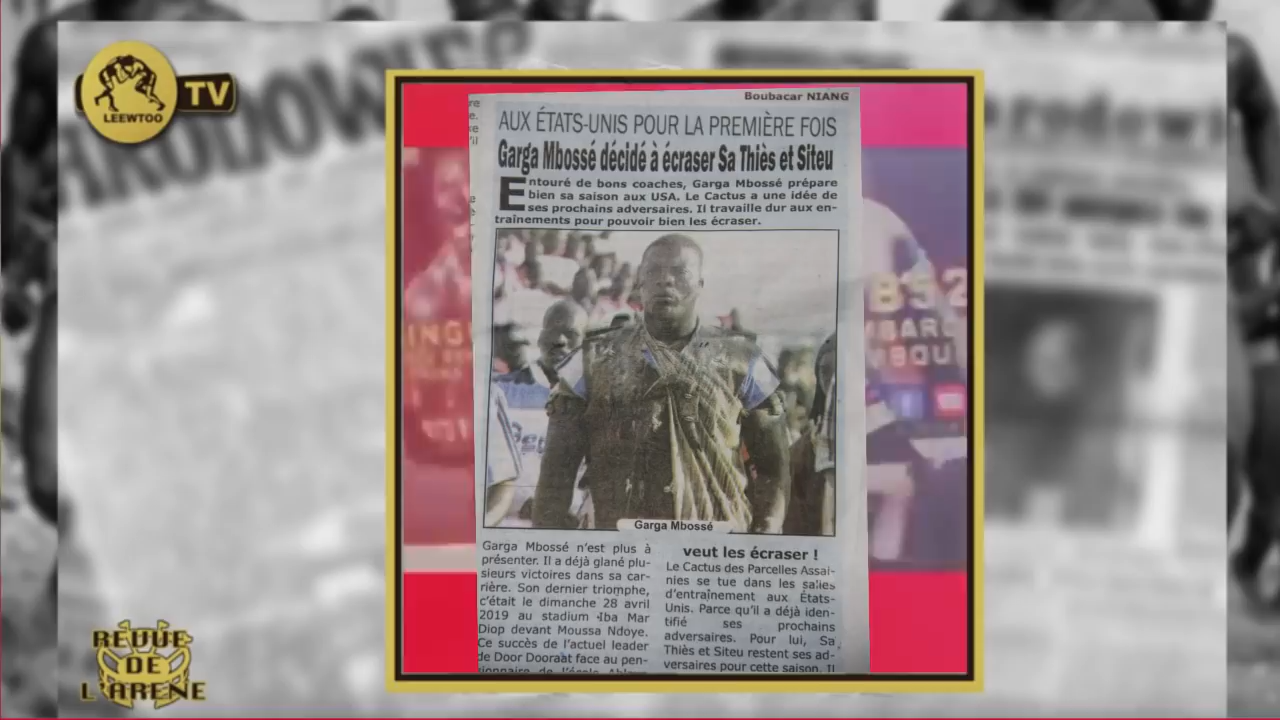 LEEWTOO
TV
Boubacar NIANG
AUX ÉTATS-UNIS POUR LA PREMIÈRE FOIS
Garga Mbossé décidé à écraser Sa Thiès et Siteu
Entouré de bons coaches, Garga Mbossé prépare
bien sa saison aux USA. Le Cactus a une idée de
ses prochains adversaires. Il travaille dur aux en-
traînements pour pouvoir bien les écraser.
Garga Mbossé
Garga Mbossé n'est plus à
présenter. Il a déjà glané plu-
sieurs victoires dans sa car-
rière. Son dernier triomphe,
c'était le dimanche 28 avril
2019 au stadium Iba Mar
Diop devant Moussa Ndoye.
Ce succès de l'actuel leader
de Door Dooraat face au pen-
sionnaire de l'école
veut les écraser !
Le Cactus des Parcelles Assai-
nies se tue dans les salles
d'entraînement aux États-
Unis. Parce qu'il a déjà iden-
tifié ses prochains
adversaires. Pour lui, Sa
Thiès et Siteu restent ses ad-
versaires pour cette saison. Il
REVUE
DE
L'ARENE